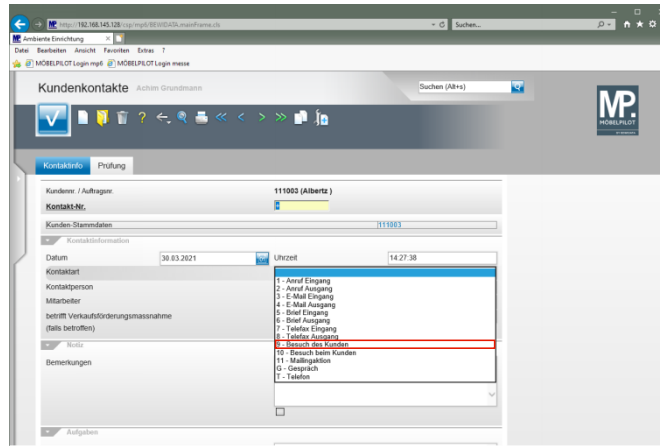 http://192.168.145.128/csp/mp6/BEWIDATA.mainFrame.cls
Suchen...
Ambiente Einrichtung
Datei Bearbeiten Ansicht Favoriten Extras ?
MÖBELPILOT Login mp6 MÖBELPILOT Login messe
Kundenkontakte Achim Grundmann
Suchen (Alt+s)
MP.
MÖBELPILOT
Kontaktinfo Prüfung
Kundennr. / Auftragsnr. 111003 (Albertz )
Kontakt-Nr.
Kunden-Stammdaten 111003
Kontaktinformation
Datum 30.03.2021 Uhrzeit 14:27:38
Kontaktart
1 - Anruf Eingang
Kontaktperson
2 - Anruf Ausgang
3 - E-Mail Eingang
Mitarbeiter
4 - E-Mail Ausgang
5 - Brief Eingang
betrifft Verkaufsförderungsmassnahme
6 - Brief Ausgang
7 - Telefax Eingang
(falls betroffen)
8 - Telefax Ausgang
Notiz
9 - Besuch des Kunden
10 - Besuch beim Kunden
Bemerkungen
11 - Mailingaktion
G - Gespräch
T - Telefon
Aufgaben